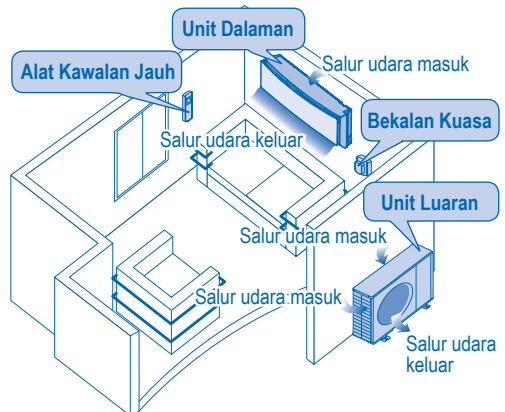 Unit Dalaman
Salur udara masuk
Alat Kawalan Jauh
Bekalan Kuasa
Salur udara keluar
Unit Luaran
Salur udara masuk
Salur udara masuk
Salur udara
keluar